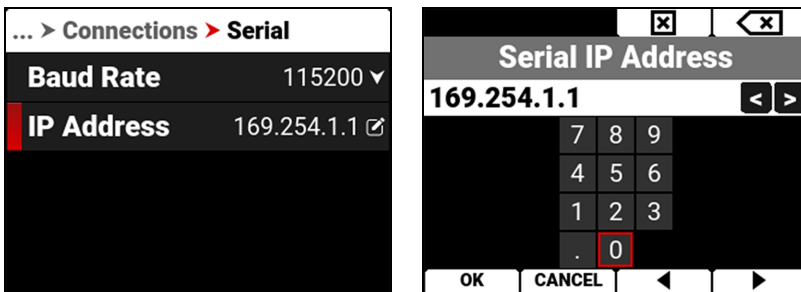 ... > Connections > Serial
Baud Rate 115200
IP Address 169.254.1.1
Serial IP Address
169.254.1.1 < >
7 8 9
4 5 6
1 2 3
. 0
OK CANCEL